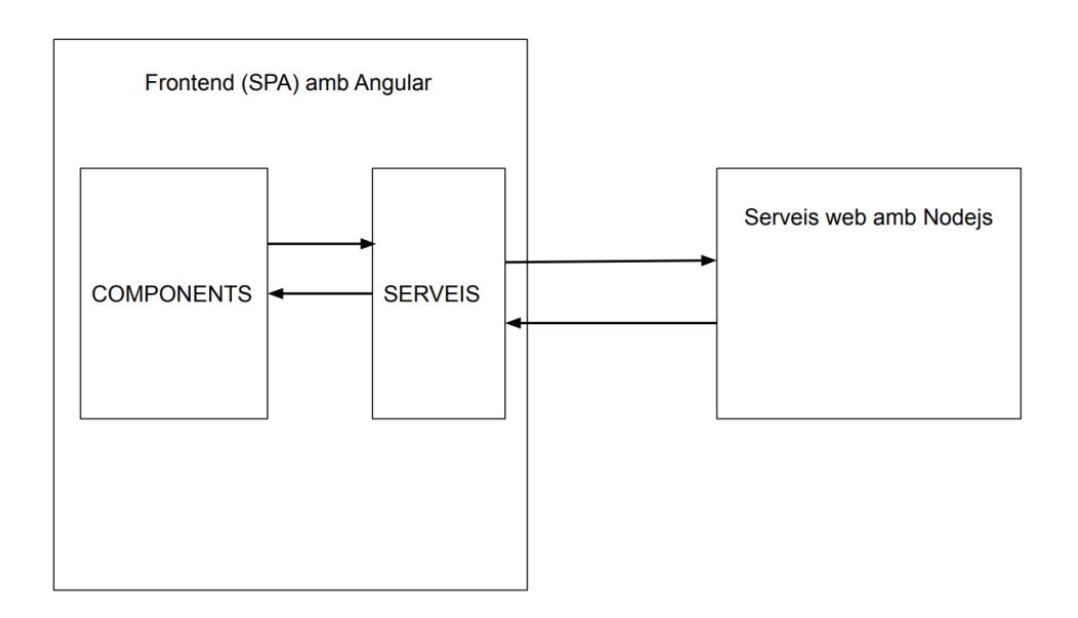 Frontend (SPA) amb Angular
Serveis web amb Nodejs
COMPONENTS
SERVEIS